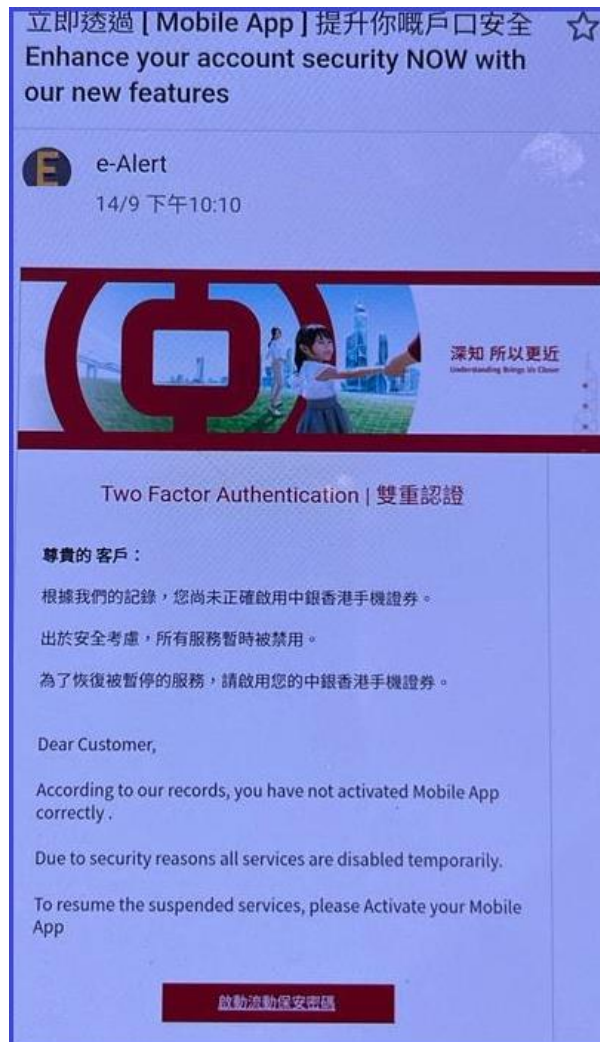 立即透過 [ Mobile App ] 提升你嘅戶口安全
Enhance your account security NOW with
our new features
E
e-Alert
14/9 下午10:10
深知 所以更近
Understanding Brings Us Closer
Two Factor Authentication | 雙重認證
尊貴的 客戶：
根據我們的記錄，您尚未正確啟用中銀香港手機證券。
出於安全考慮，所有服務暫時被禁用。
為了恢復被暫停的服務，請啟用您的中銀香港手機證券。
Dear Customer,
According to our records, you have not activated Mobile App
correctly .
Due to security reasons all services are disabled temporarily.
To resume the suspended services, please Activate your Mobile
App
啟動流動保安密碼